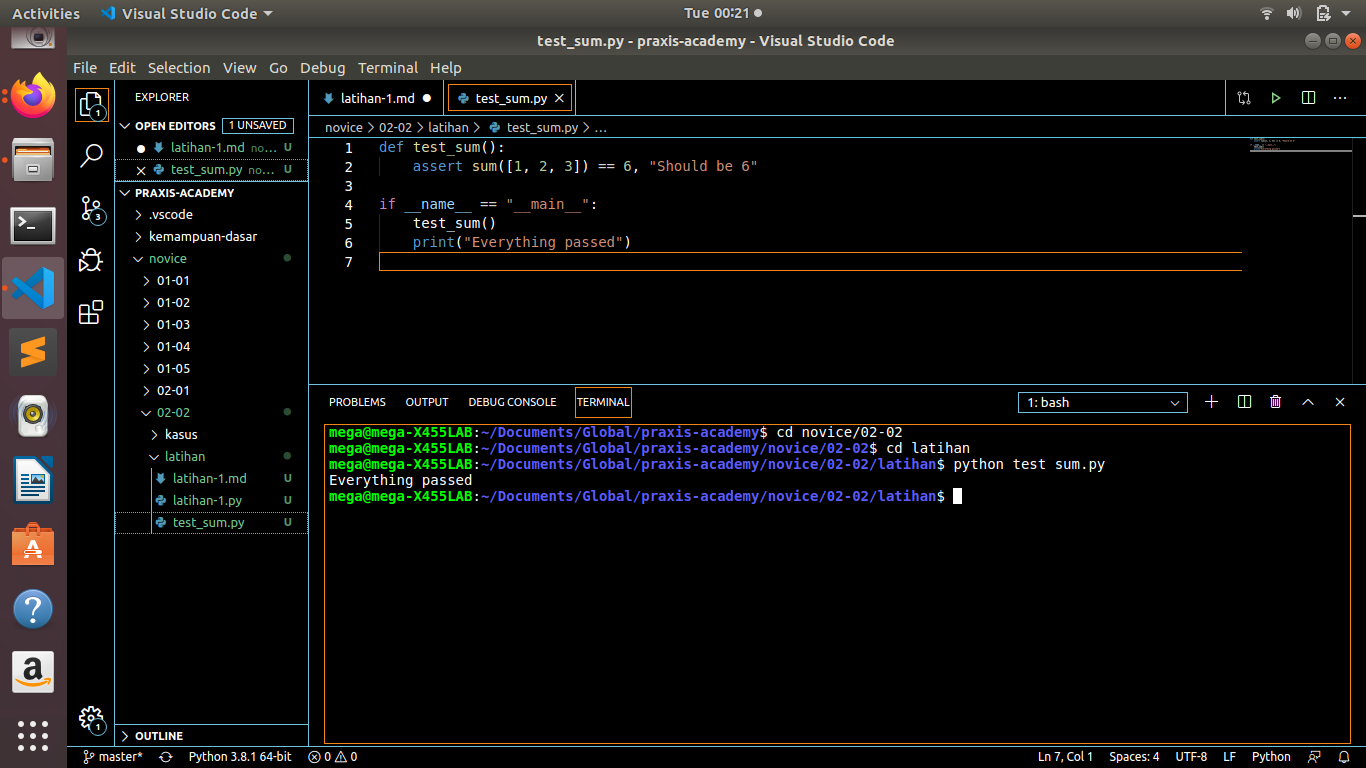 Activities Visual Studio Code Tue 00:21
test_sum.py - praxis-academy - Visual Studio Code
File Edit Selection View Go Debug Terminal Help
EXPLORER
OPEN EDITORS 1 UNSAVED
latihan-1.md no... U
test_sum.py no... U
PRAXIS-ACADEMY
.vscode
kemampuan-dasar
novice
01-01
01-02
01-03
01-04
01-05
02-01
02-02
kasus
latihan
latihan-1.md U
latihan-1.py U
test_sum.py U
OUTLINE
1
3
1
latihan-1.md test_sum.py
novice > 02-02 > latihan > test_sum.py > ...
1 def test_sum():
2 assert sum([1, 2, 3]) == 6, "Should be 6"
3
4 if __name__ == "__main__":
5 test_sum()
6 print("Everything passed")
7
PROBLEMS OUTPUT DEBUG CONSOLE TERMINAL 1: bash
mega@mega-X455LAB:~/Documents/Global/praxis-academy$ cd novice/02-02
mega@mega-X455LAB:~/Documents/Global/praxis-academy/novice/02-02$ cd latihan
mega@mega-X455LAB:~/Documents/Global/praxis-academy/novice/02-02/latihan$ python test sum.py
Everything passed
mega@mega-X455LAB:~/Documents/Global/praxis-academy/novice/02-02/latihan$
master* Python 3.8.1 64-bit 0 0 Ln 7, Col 1 Spaces: 4 UTF-8 LF Python